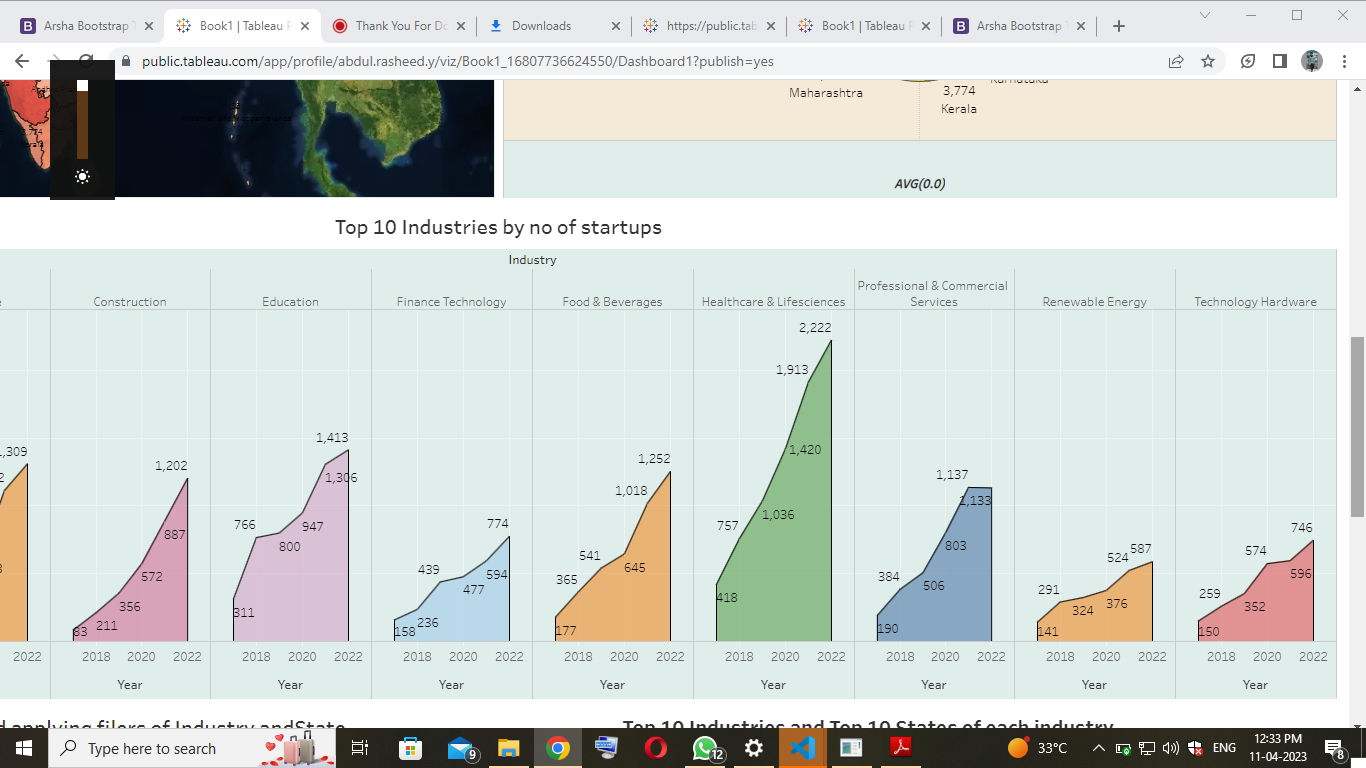 Arsha Bootstrap T
Book1 | Tableau P
Thank You For Do
Downloads
https://public.tab
Book1 | Tableau P
Arsha Bootstrap T
public.tableau.com/app/profile/abdul.rasheed.y/viz/Book1_16807736624550/Dashboard1?publish=yes
Maharashtra
3,774
Kerala
Karnataka
AVG(0.0)
Top 10 Industries by no of startups
Industry
Construction
Education
Finance Technology
Food & Beverages
Healthcare & Lifesciences
Professional & Commercial
Services
Renewable Energy
Technology Hardware
,309
83
211
356
572
887
1,202
311
766
800
947
1,306
1,413
158
236
439
477
594
774
177
365
541
645
1,018
1,252
418
757
1,036
1,420
1,913
2,222
190
384
506
803
1,137
1,133
141
291
324
376
524
587
150
259
352
574
596
746
2022
2018 2020 2022
2018 2020 2022
2018 2020 2022
2018 2020 2022
2018 2020 2022
2018 2020 2022
2018 2020 2022
2018 2020 2022
Year
Year
Year
Year
Year
Year
Year
Year
d applying filers of Industry andState
Top 10 Industries and Top 10 States of each industry
Type here to search
9
12
33°C
ENG
12:33 PM
11-04-2023
8